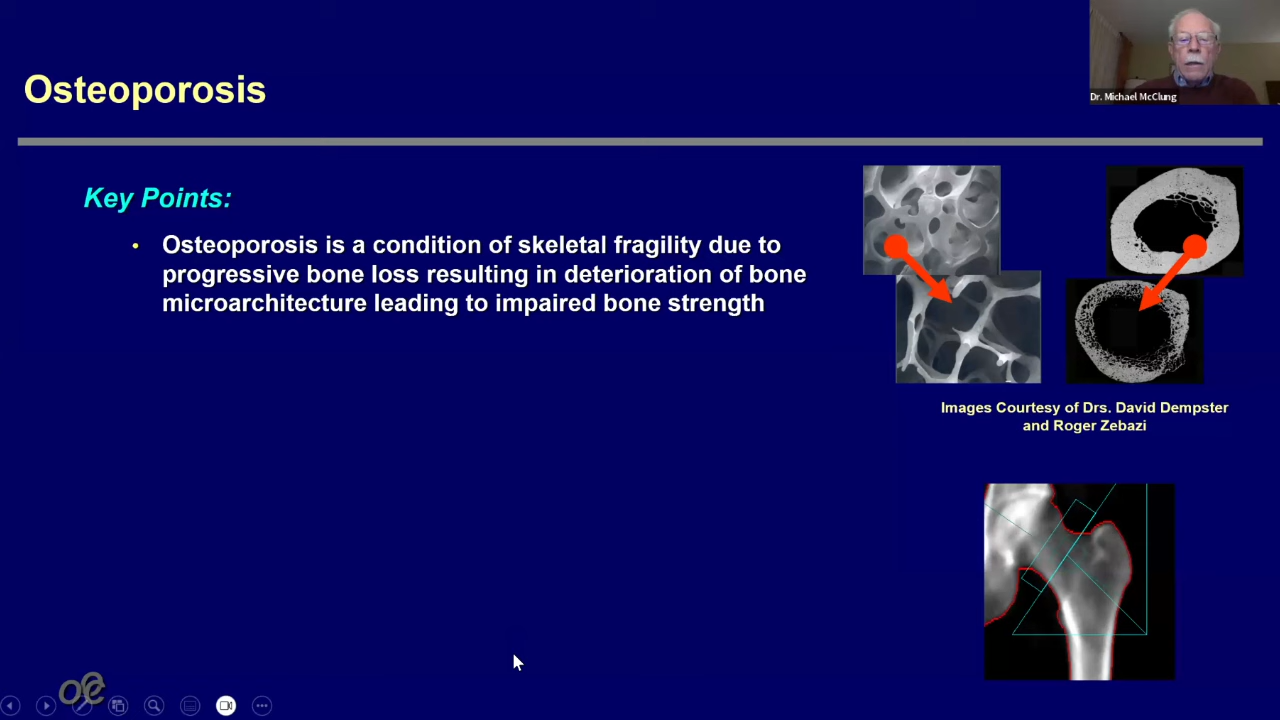 Dr. Michael McClung
Osteoporosis
Key Points:
• Osteoporosis is a condition of skeletal fragility due to
progressive bone loss resulting in deterioration of bone
microarchitecture leading to impaired bone strength
Images Courtesy of Drs. David Dempster
and Roger Zebazi
oe